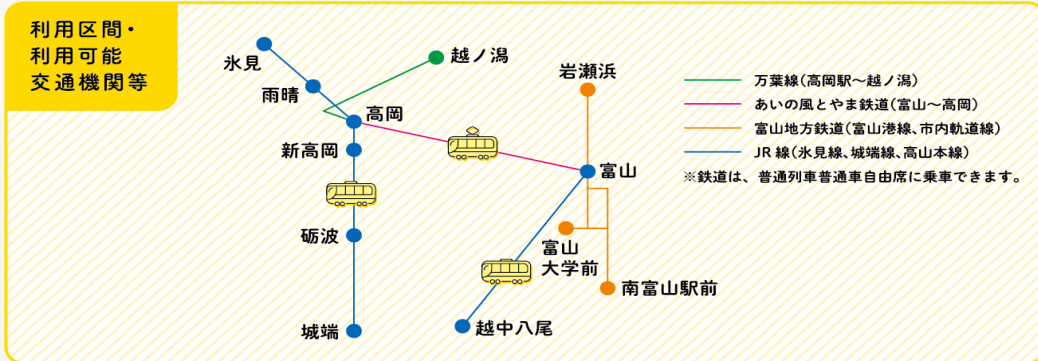 利用区間・
利用可能
交通機関等
氷見
雨晴
越ノ潟
高岡
新高岡
砺波
城端
岩瀬浜
富山
富山
大学前
南富山駅前
越中八尾
万葉線(高岡駅〜越ノ潟)
あいの風とやま鉄道(富山〜高岡)
富山地方鉄道(富山港線、市内軌道線)
JR線(氷見線、城端線、高山本線)
※鉄道は、普通列車普通車自由席に乗車できます。